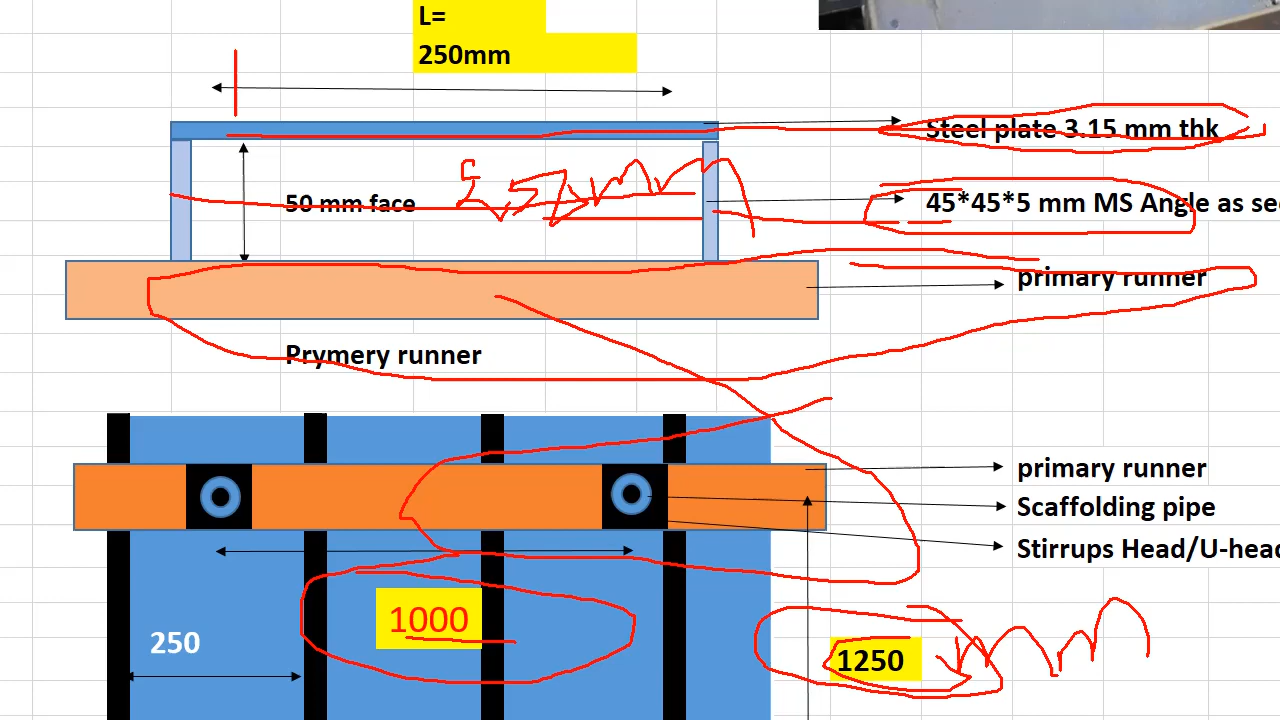 L=
250mm
Steel plate 3.15 mm thk
50 mm face
45*45*5 mm MS Angle as sec
primary runner
Prymery runner
primary runner
Scaffolding pipe
Stirrups Head/U-head
1000
250
1250 mm